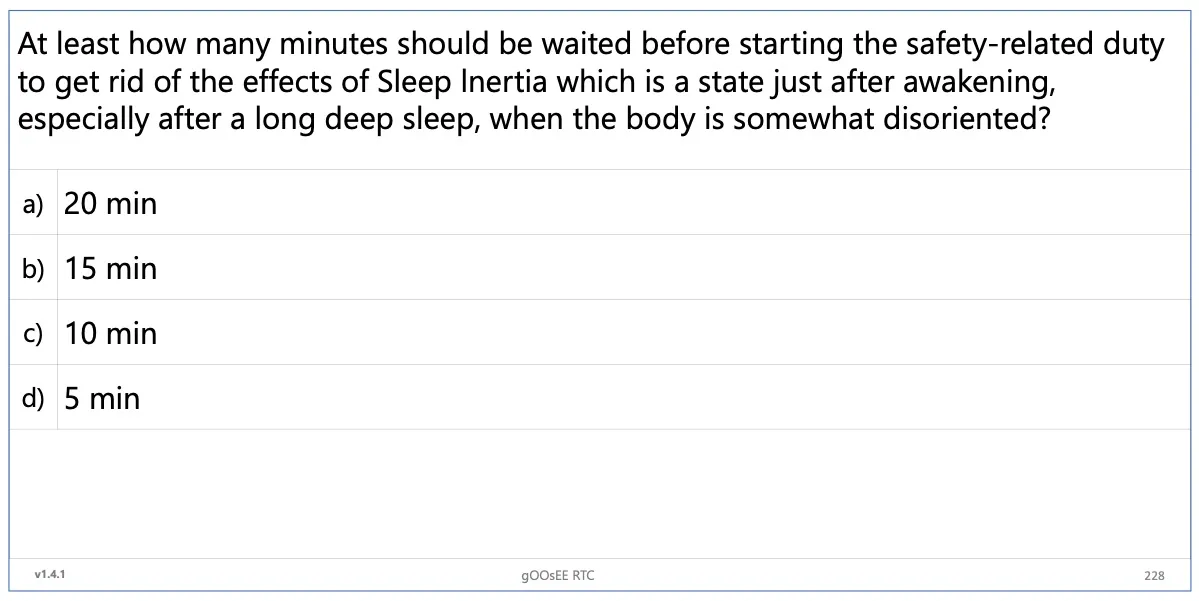 At least how many minutes should be waited before starting the safety-related duty
to get rid of the effects of Sleep Inertia which is a state just after awakening,
especially after a long deep sleep, when the body is somewhat disoriented?
a) 20 min
b) 15 min
c) 10 min
d) 5 min
v1.4.1 gOOsEE RTC 228